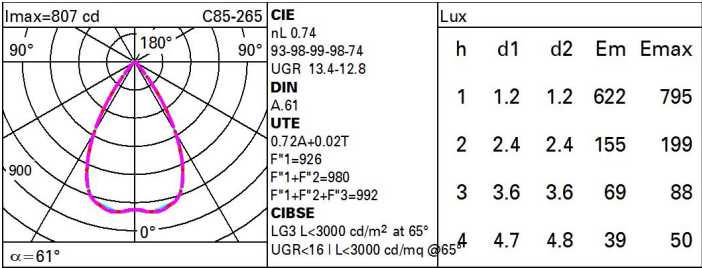 Imax=807 cd C85-265
90° 180° 90°
900
0°
α=61°
CIE
nL 0.74
93-98-99-98-74
UGR 13.4-12.8
DIN
A.61
UTE
0.72A+0.02T
F"1=926
F"1+F"2=980
F"1+F"2+F"3=992
CIBSE
LG3 L<3000 cd/m² at 65°
UGR<16 | L<3000 cd/mq @65°
Lux
h d1 d2 Em Emax
1 1.2 1.2 622 795
2 2.4 2.4 155 199
3 3.6 3.6 69 88
4 4.7 4.8 39 50